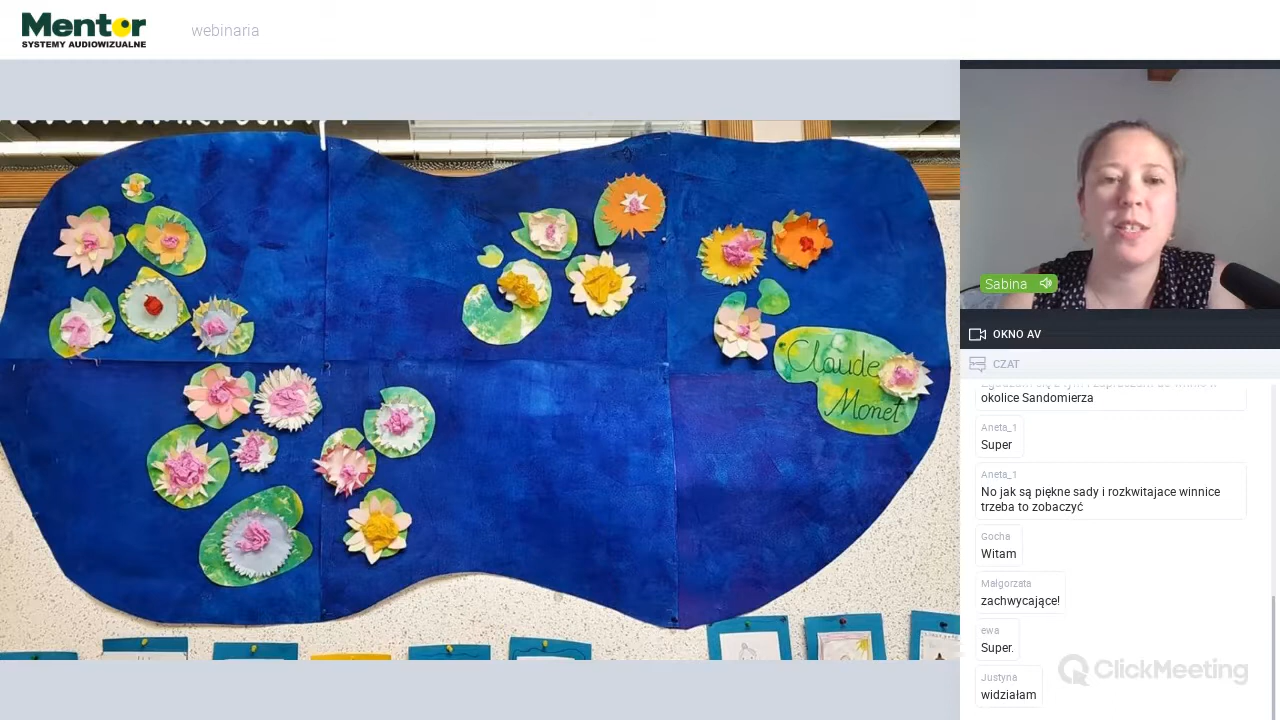 Mentor
SYSTEMY AUDIOWIZUALNE
webinaria
Claude
Monet
Sabina
OKNO AV
CZAT
okolice Sandomierza
Aneta_1
Super
Aneta_1
No jak są piękne sady i rozkwitajace winnice
trzeba to zobaczyć
Gocha
Witam
Małgorzata
zachwycające!
ewa
Super.
Justyna
widziałam
ClickMeeting